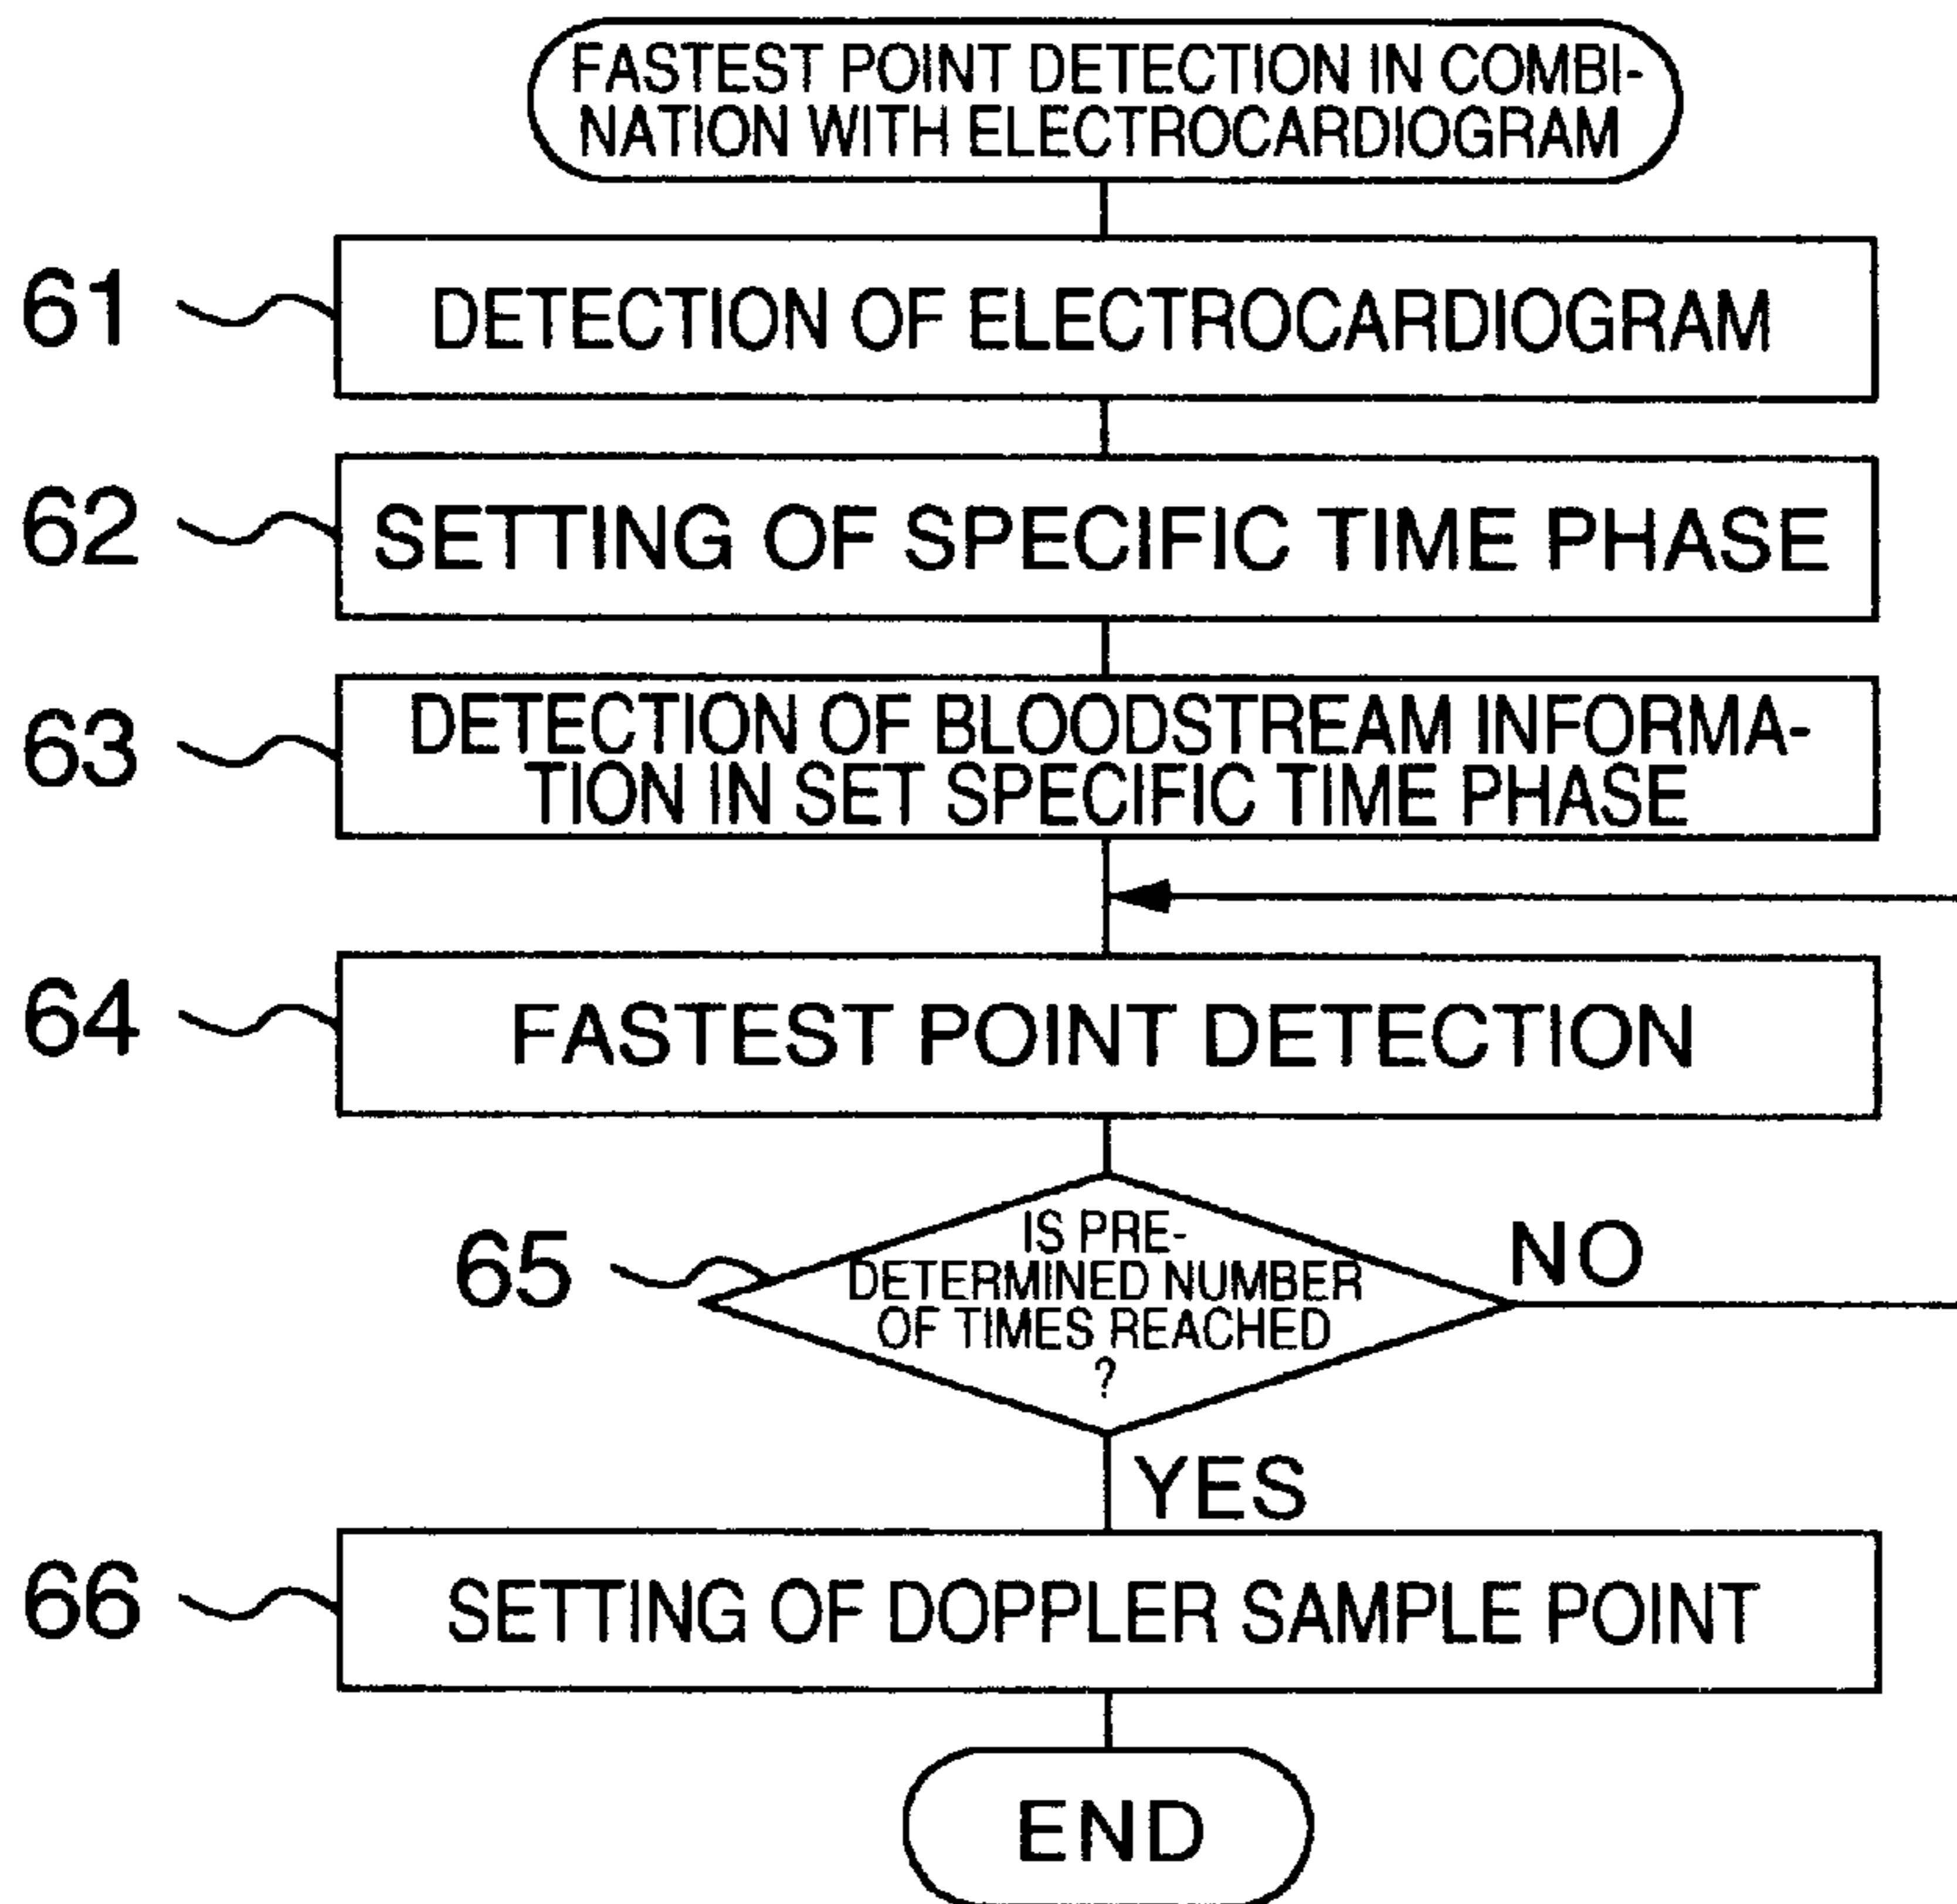 FASTEST POINT DETECTION IN COMBI-
NATION WITH ELECTROCARDIOGRAM
61
DETECTION OF ELECTROCARDIOGRAM
62
SETTING OF SPECIFIC TIME PHASE
63
DETECTION OF BLOODSTREAM INFORMA-
TION IN SET SPECIFIC TIME PHASE
64
FASTEST POINT DETECTION
65
IS PRE-
DETERMINED NUMBER
OF TIMES REACHED
?
NO
YES
66
SETTING OF DOPPLER SAMPLE POINT
END